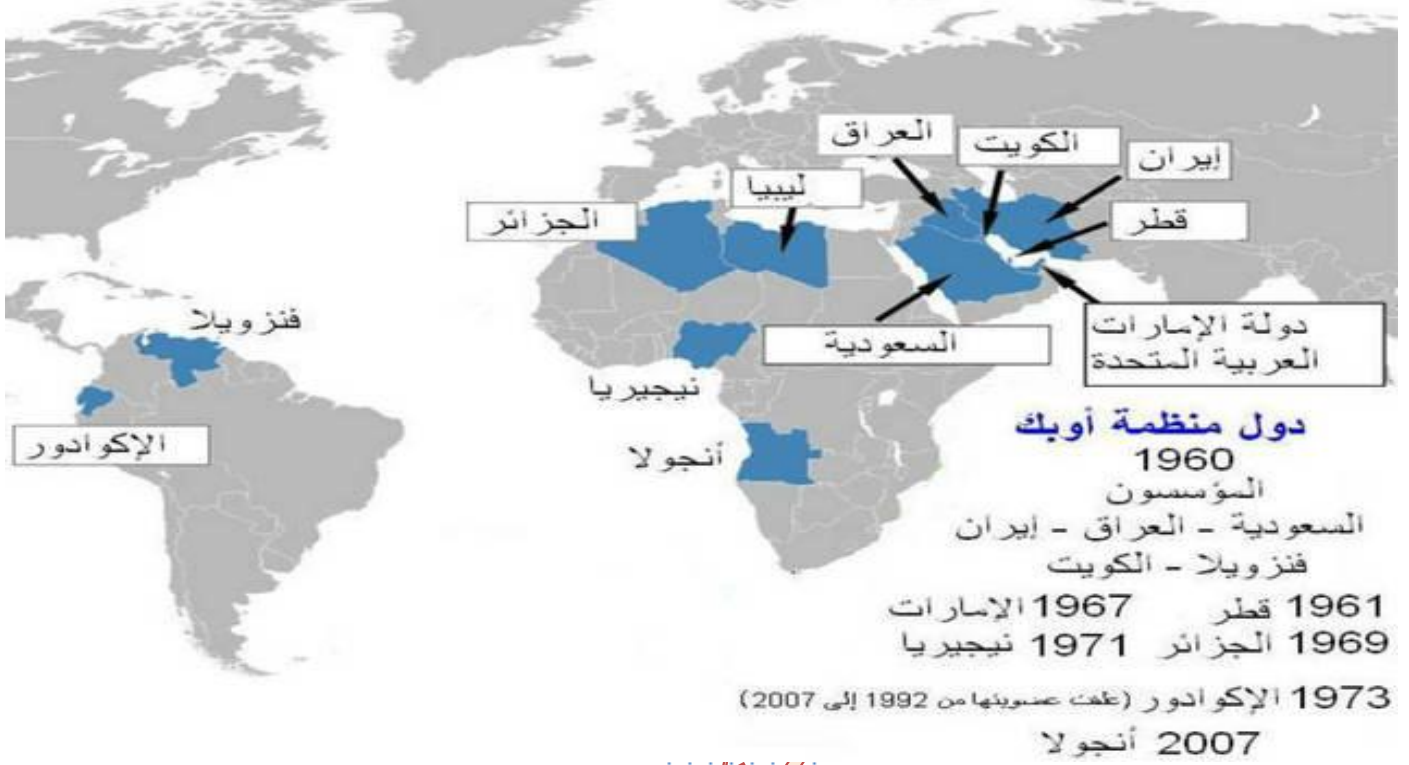 العراق
الكويت
إيران
ليبيا
الجزائر
قطر
فنزويلا
السعودية
دولة الإمارات
العربية المتحدة
نيجيريا
الإكوادور
أنجولا
دول منظمة أوبك
1960
المؤسسون
السعودية - العراق - إيران
فنزويلا - الكويت
1961 قطر 1967 الإمارات
1969 الجزائر 1971 نيجيريا
1973 الإكوادور (علقت عضويتها من 1992 إلى 2007)
2007 أنجولا